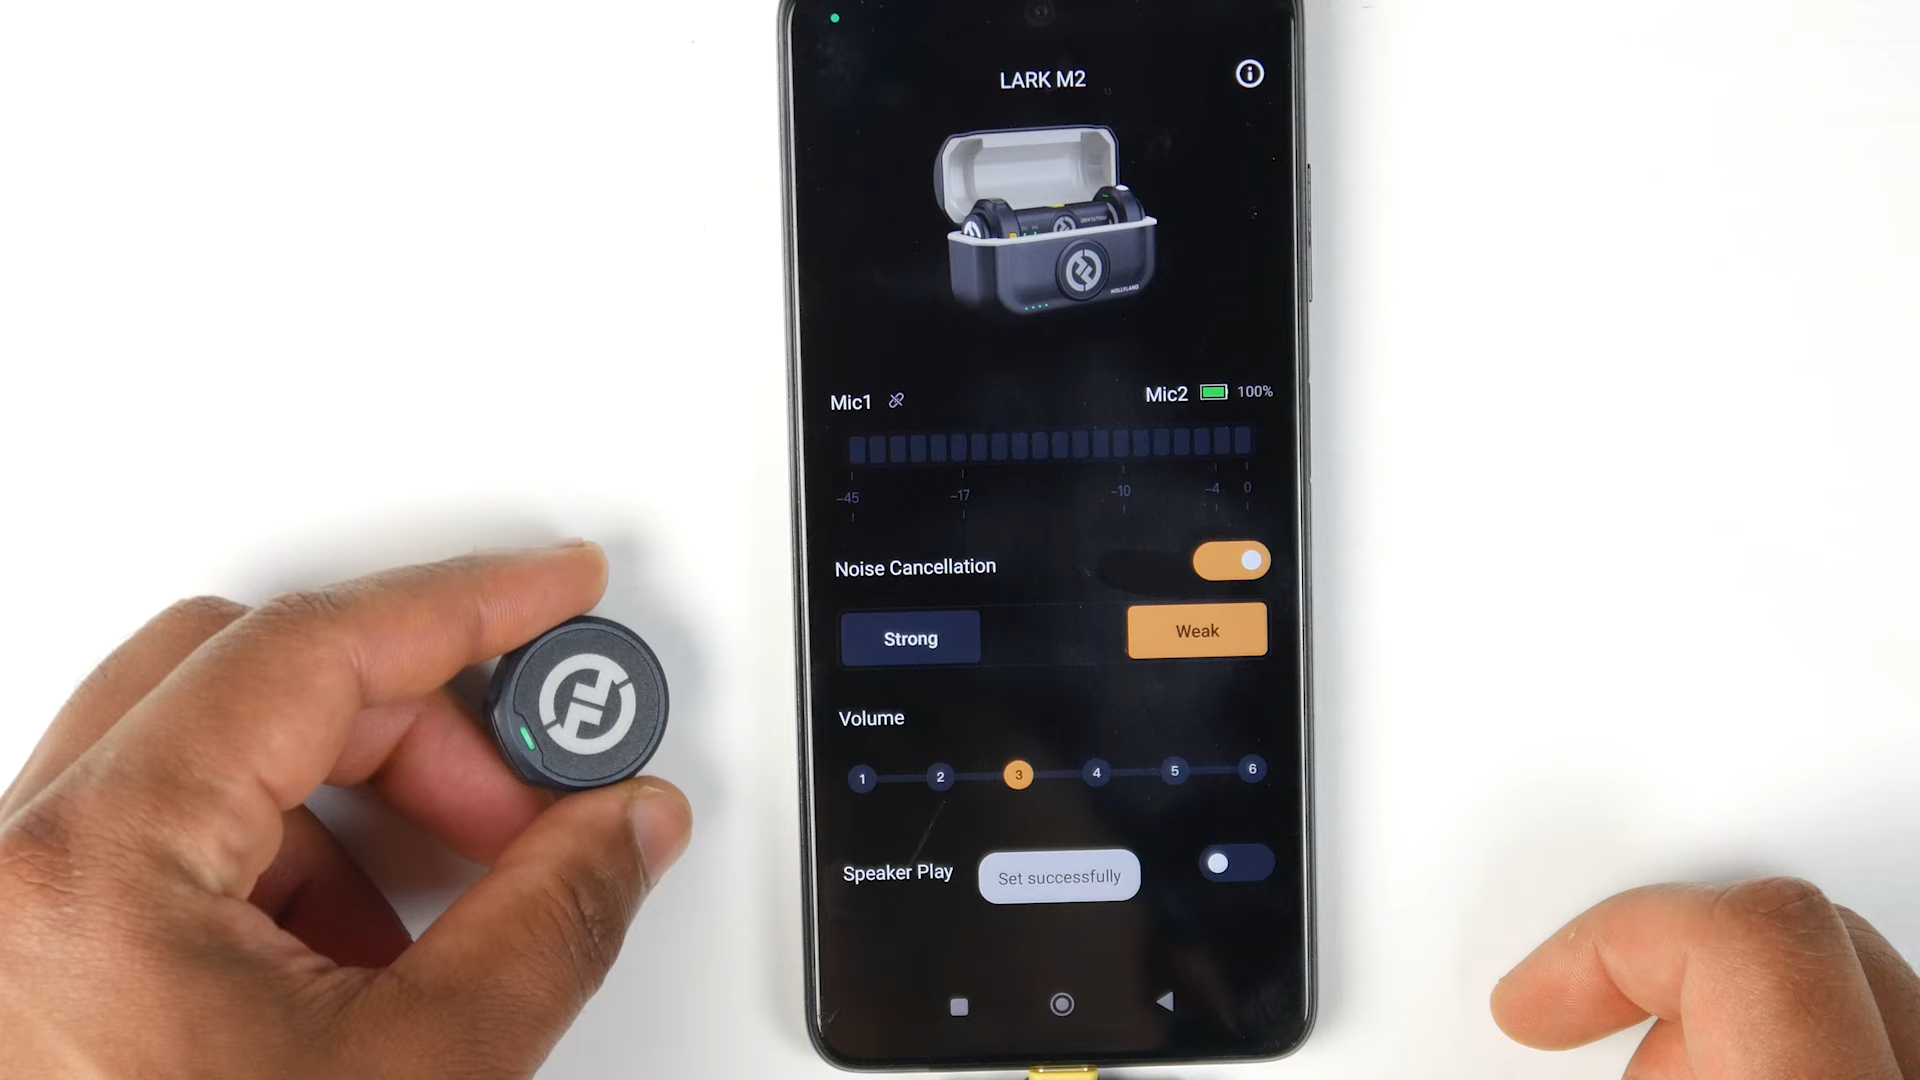 LARK M2
HOLLYLAND
Mic1
Mic2 100%
-45 -17 -10 -4 0
Noise Cancellation
Strong Weak
Volume
1 2 3 4 5 6
Speaker Play Set successfully